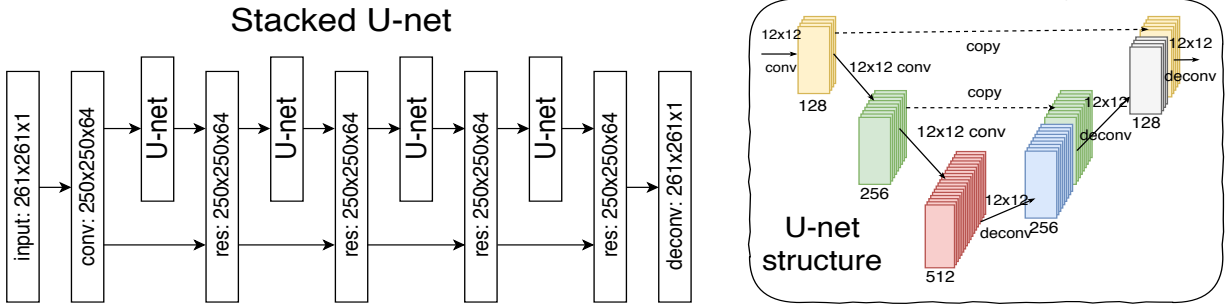 Stacked U-net
input: 261x261x1
conv: 250x250x64
U-net
res: 250x250x64
U-net
res: 250x250x64
U-net
res: 250x250x64
U-net
res: 250x250x64
deconv: 261x261x1
12x12
conv
128
12x12 conv
copy
256
12x12 conv
copy
512
12x12
deconv
256
12x12
deconv
128
12x12
deconv
U-net
structure